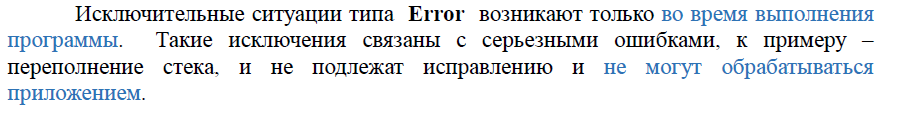 Исключительные ситуации типа Error возникают только во время выполнения
программы. Такие исключения связаны с серьезными ошибками, к примеру –
переполнение стека, и не подлежат исправлению и не могут обрабатываться
приложением.